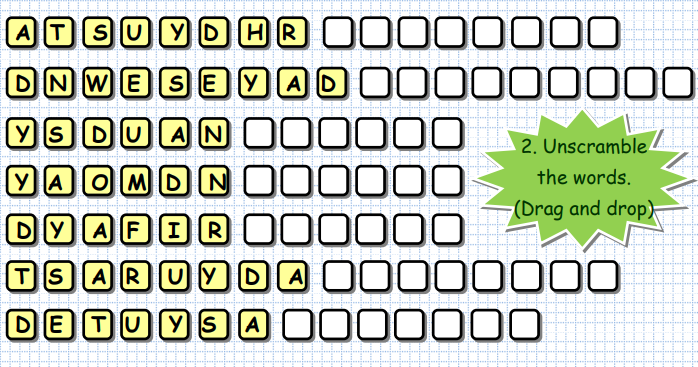 A T S U Y D H R
D N W E S E Y A D
Y S D U A N
Y A O M D N
D Y A F I R
T S A R U Y D A
D E T U Y S A
2. Unscramble
the words.
(Drag and drop)